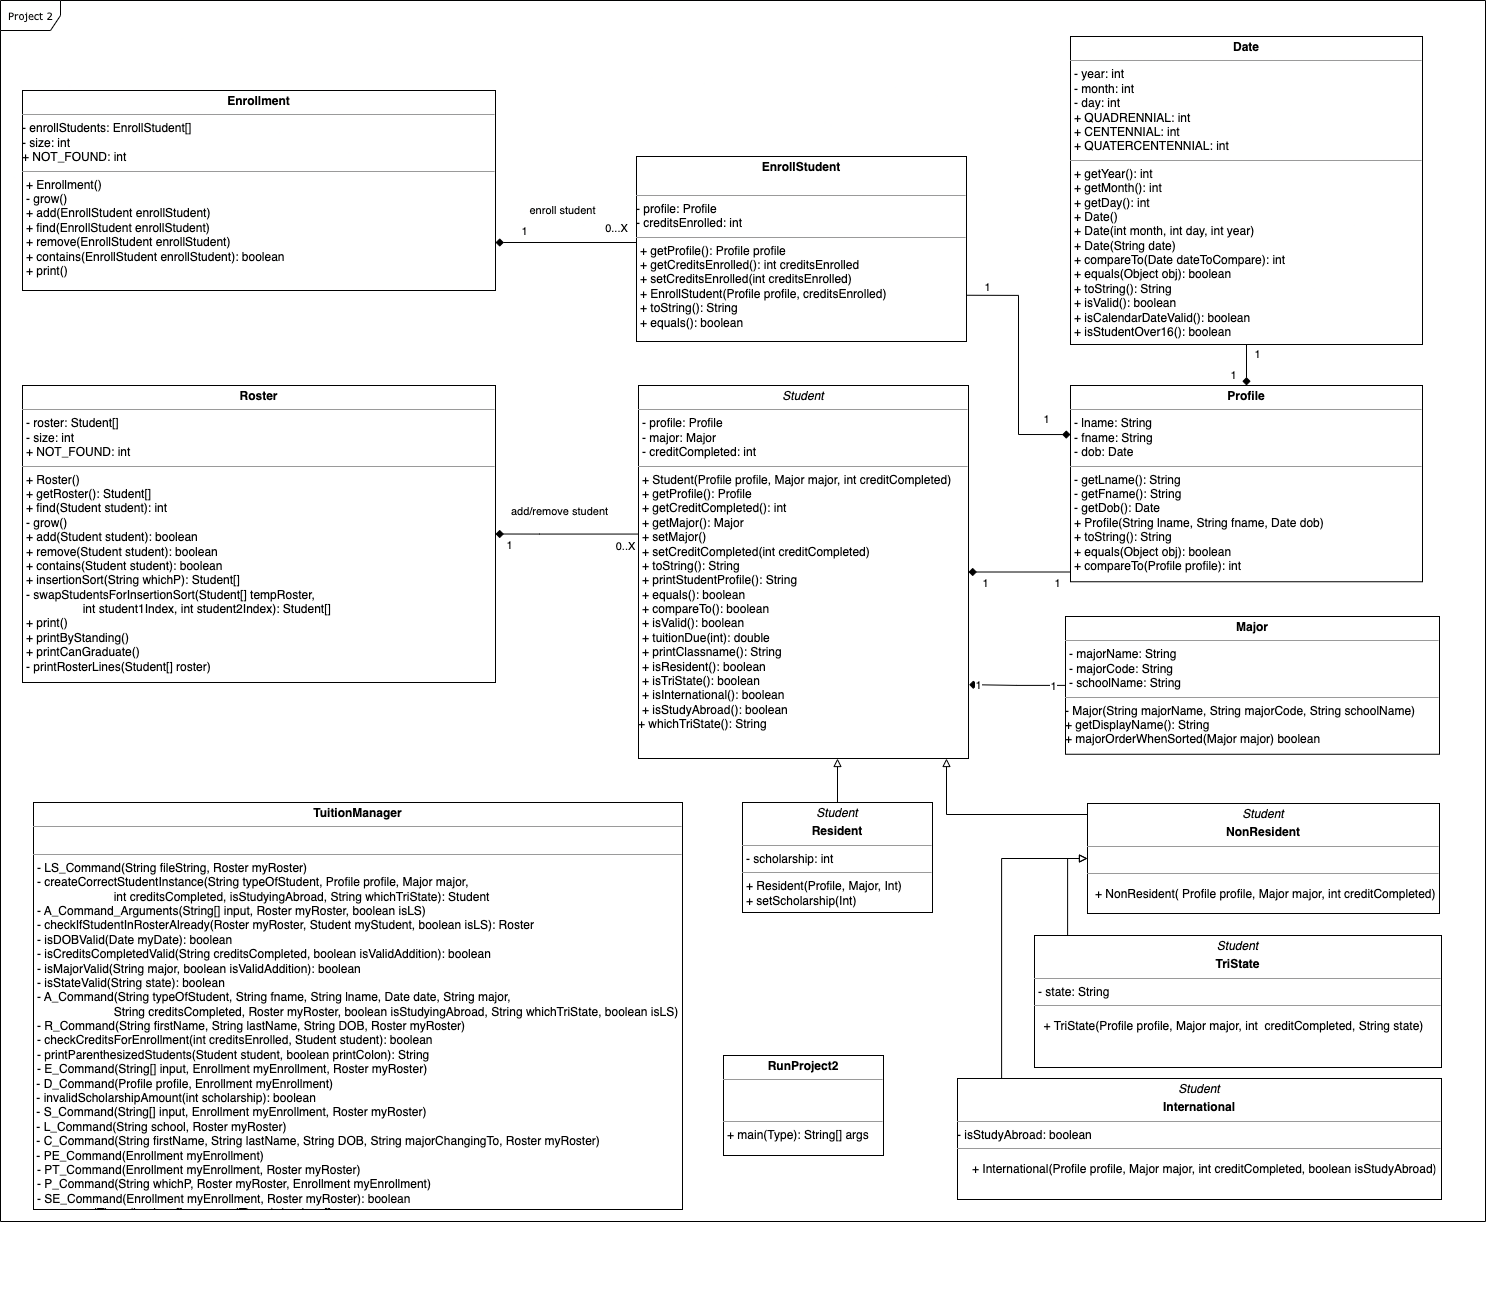 Project 2
Date
- year: int
- month: int
- day: int
+ QUADRENNIAL: int
+ CENTENNIAL: int
+ QUATERCENTENNIAL: int
+ getYear(): int
+ getMonth(): int
+ getDay(): int
+ Date()
+ Date(int month, int day, int year)
+ Date(String date)
+ compareTo(Date dateToCompare): int
+ equals(Object obj): boolean
+ toString(): String
+ isValid(): boolean
+ isCalendarDateValid(): boolean
+ isStudentOver16(): boolean
Enrollment
- enrollStudents: EnrollStudent[]
- size: int
+ NOT_FOUND: int
+ Enrollment()
- grow()
+ add(EnrollStudent enrollStudent)
+ find(EnrollStudent enrollStudent)
+ remove(EnrollStudent enrollStudent)
+ contains(EnrollStudent enrollStudent): boolean
+ print()
enroll student
1
0...X
EnrollStudent
- profile: Profile
- creditsEnrolled: int
+ getProfile(): Profile profile
+ getCreditsEnrolled(): int creditsEnrolled
+ setCreditsEnrolled(int creditsEnrolled)
+ EnrollStudent(Profile profile, creditsEnrolled)
+ toString(): String
+ equals(): boolean
1
1
1
1
Roster
- roster: Student[]
- size: int
+ NOT_FOUND: int
+ Roster()
+ getRoster(): Student[]
+ find(Student student): int
- grow()
+ add(Student student): boolean
+ remove(Student student): boolean
+ contains(Student student): boolean
+ insertionSort(String whichP): Student[]
- swapStudentsForInsertionSort(Student[] tempRoster,
int student1Index, int student2Index): Student[]
+ print()
+ printByStanding()
+ printCanGraduate()
- printRosterLines(Student[] roster)
add/remove student
1
0..X
Student
- profile: Profile
- major: Major
- creditCompleted: int
+ Student(Profile profile, Major major, int creditCompleted)
+ getProfile(): Profile
+ getCreditCompleted(): int
+ getMajor(): Major
+ setMajor()
+ setCreditCompleted(int creditCompleted)
+ toString(): String
+ printStudentProfile(): String
+ equals(): boolean
+ compareTo(): boolean
+ isValid(): boolean
+ tuitionDue(int): double
+ printClassname(): String
+ isResident(): boolean
+ isTriState(): boolean
+ isInternational(): boolean
+ isStudyAbroad(): boolean
+ whichTriState(): String
Profile
- lname: String
- fname: String
- dob: Date
- getLname(): String
- getFname(): String
- getDob(): Date
+ Profile(String lname, String fname, Date dob)
+ toString(): String
+ equals(Object obj): boolean
+ compareTo(Profile profile): int
1
1
Major
- majorName: String
- majorCode: String
- schoolName: String
- Major(String majorName, String majorCode, String schoolName)
+ getDisplayName(): String
+ majorOrderWhenSorted(Major major) boolean
1
1
TuitionManager
- LS_Command(String fileString, Roster myRoster)
- createCorrectStudentInstance(String typeOfStudent, Profile profile, Major major,
int creditsCompleted, isStudyingAbroad, String whichTriState): Student
- A_Command_Arguments(String[] input, Roster myRoster, boolean isLS)
- checkIfStudentInRosterAlready(Roster myRoster, Student myStudent, boolean isLS): Roster
- isDOBValid(Date myDate): boolean
- isCreditsCompletedValid(String creditsCompleted, boolean isValidAddition): boolean
- isMajorValid(String major, boolean isValidAddition): boolean
- isStateValid(String state): boolean
- A_Command(String typeOfStudent, String fname, String lname, Date date, String major,
String creditsCompleted, Roster myRoster, boolean isStudyingAbroad, String whichTriState, boolean isLS)
- R_Command(String firstName, String lastName, String DOB, Roster myRoster)
- checkCreditsForEnrollment(int creditsEnrolled, Student student): boolean
- printParenthesizedStudents(Student student, boolean printColon): String
- E_Command(String[] input, Enrollment myEnrollment, Roster myRoster)
- D_Command(Profile profile, Enrollment myEnrollment)
- invalidScholarshipAmount(int scholarship): boolean
- S_Command(String[] input, Enrollment myEnrollment, Roster myRoster)
- L_Command(String school, Roster myRoster)
- C_Command(String firstName, String lastName, String DOB, String majorChangingTo, Roster myRoster)
- PE_Command(Enrollment myEnrollment)
- PT_Command(Enrollment myEnrollment, Roster myRoster)
- P_Command(String whichP, Roster myRoster, Enrollment myEnrollment)
- SE_Command(Enrollment myEnrollment, Roster myRoster): boolean
Student
Resident
- scholarship: int
+ Resident(Profile, Major, Int)
+ setScholarship(Int)
Student
NonResident
+ NonResident( Profile profile, Major major, int creditCompleted)
Student
TriState
- state: String
+ TriState(Profile profile, Major major, int creditCompleted, String state)
RunProject2
+ main(Type): String[] args
Student
International
- isStudyAbroad: boolean
+ International(Profile profile, Major major, int creditCompleted, boolean isStudyAbroad)